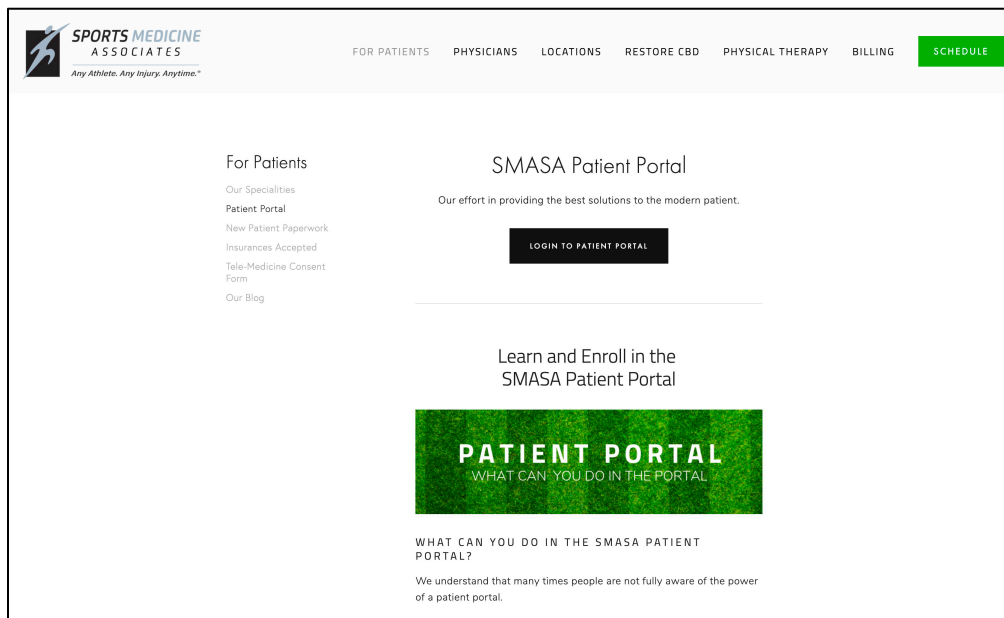 SPORTS MEDICINE
ASSOCIATES
Any Athlete. Any Injury. Anytime.®
FOR PATIENTS PHYSICIANS LOCATIONS RESTORE CBD PHYSICAL THERAPY BILLING SCHEDULE
For Patients
Our Specialities
Patient Portal
New Patient Paperwork
Insurances Accepted
Tele-Medicine Consent
Form
Our Blog
SMASA Patient Portal
Our effort in providing the best solutions to the modern patient.
LOGIN TO PATIENT PORTAL
Learn and Enroll in the
SMASA Patient Portal
PATIENT PORTAL
WHAT CAN YOU DO IN THE PORTAL
WHAT CAN YOU DO IN THE SMASA PATIENT
PORTAL?
We understand that many times people are not fully aware of the power
of a patient portal.